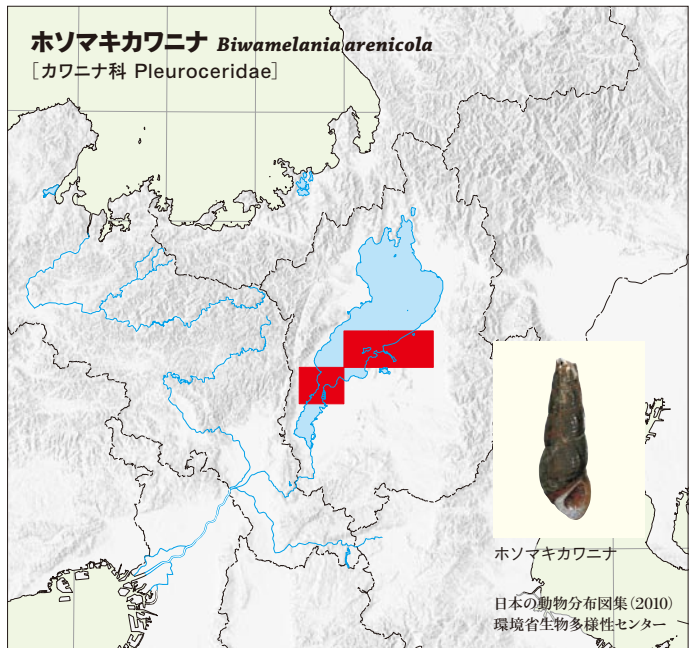 ホソマキカワニナ Biwamelania arenicola
［カワニナ科 Pleuroceridae］
ホソマキカワニナ
日本の動物分布図集（2010）
環境省生物多様性センター